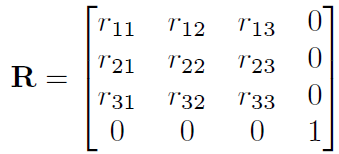 R = [ r11 r12 r13 0
r21 r22 r23 0
r31 r32 r33 0
0 0 0 1 ]